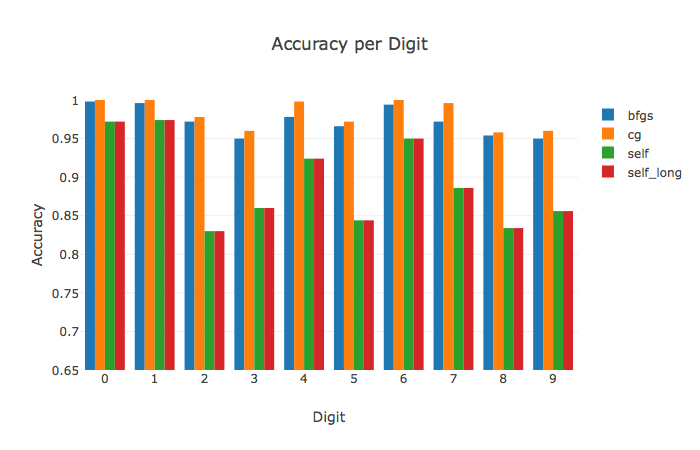 Accuracy per Digit
1
0.95
0.9
0.85
0.8
0.75
0.7
0.65
Accuracy
0 1 2 3 4 5 6 7 8 9
Digit
bfgs
cg
self
self_long